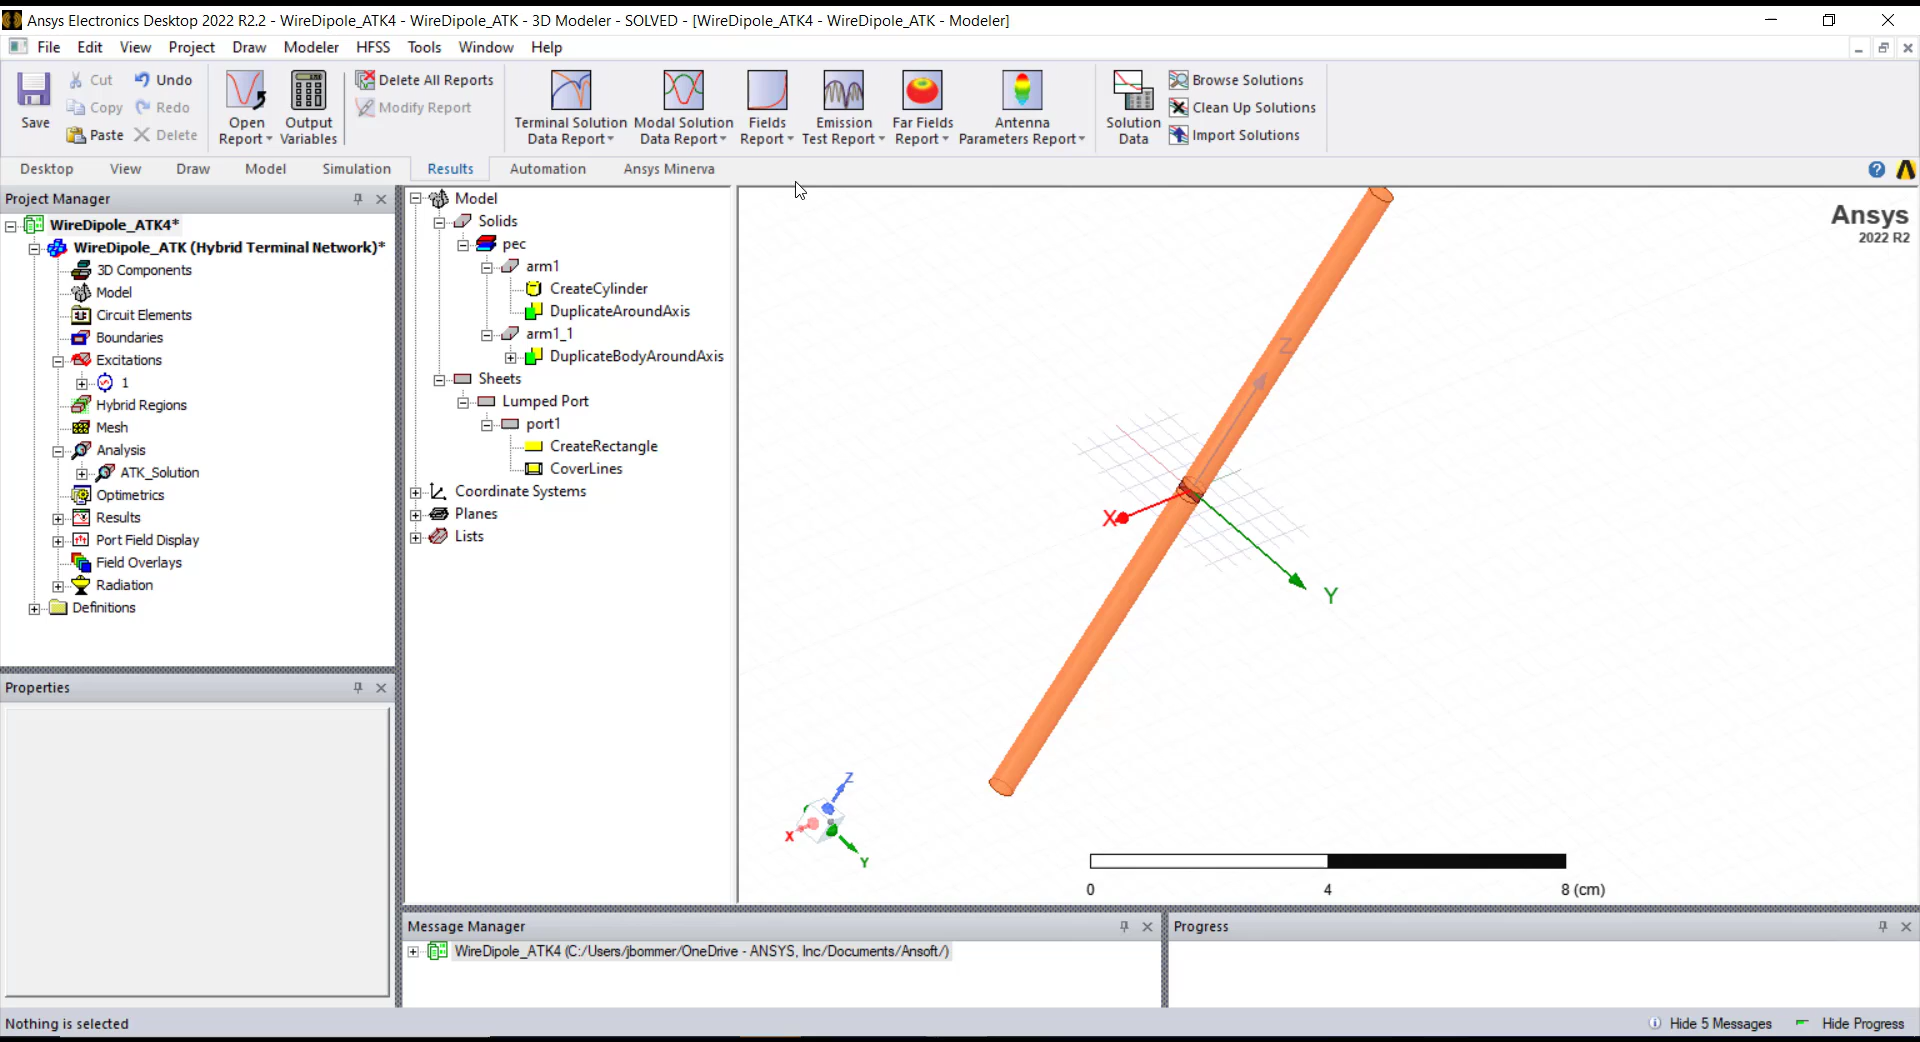 Ansys Electronics Desktop 2022 R2.2 - WireDipole_ATK4 - WireDipole_ATK - 3D Modeler - SOLVED - [WireDipole_ATK4 - WireDipole_ATK - Modeler]
File Edit View Project Draw Modeler HFSS Tools Window Help
Save
Cut
Copy
Paste
Undo
Redo
Delete
Open
Report
Output
Variables
Delete All Reports
Modify Report
Terminal Solution
Data Report
Modal Solution
Data Report
Fields
Report
Emission
Test Report
Far Fields
Report
Antenna
Parameters Report
Solution
Data
Browse Solutions
Clean Up Solutions
Import Solutions
Desktop View Draw Model Simulation Results Automation Ansys Minerva
Project Manager
WireDipole_ATK4*
WireDipole_ATK (Hybrid Terminal Network)*
3D Components
Model
Circuit Elements
Boundaries
Excitations
1
Hybrid Regions
Mesh
Analysis
ATK_Solution
Optimetrics
Results
Port Field Display
Field Overlays
Radiation
Definitions
Properties
Model
Solids
pec
arm1
CreateCylinder
DuplicateAroundAxis
arm1_1
DuplicateBodyAroundAxis
Sheets
Lumped Port
port1
CreateRectangle
CoverLines
Coordinate Systems
Planes
Lists
Ansys
2022 R2
Z
X
Y
Z
X
Y
0 4 8 (cm)
Message Manager
WireDipole_ATK4 (C:/Users/jbommer/OneDrive - ANSYS, Inc/Documents/Ansoft/)
Progress
Nothing is selected
Hide 5 Messages
Hide Progress